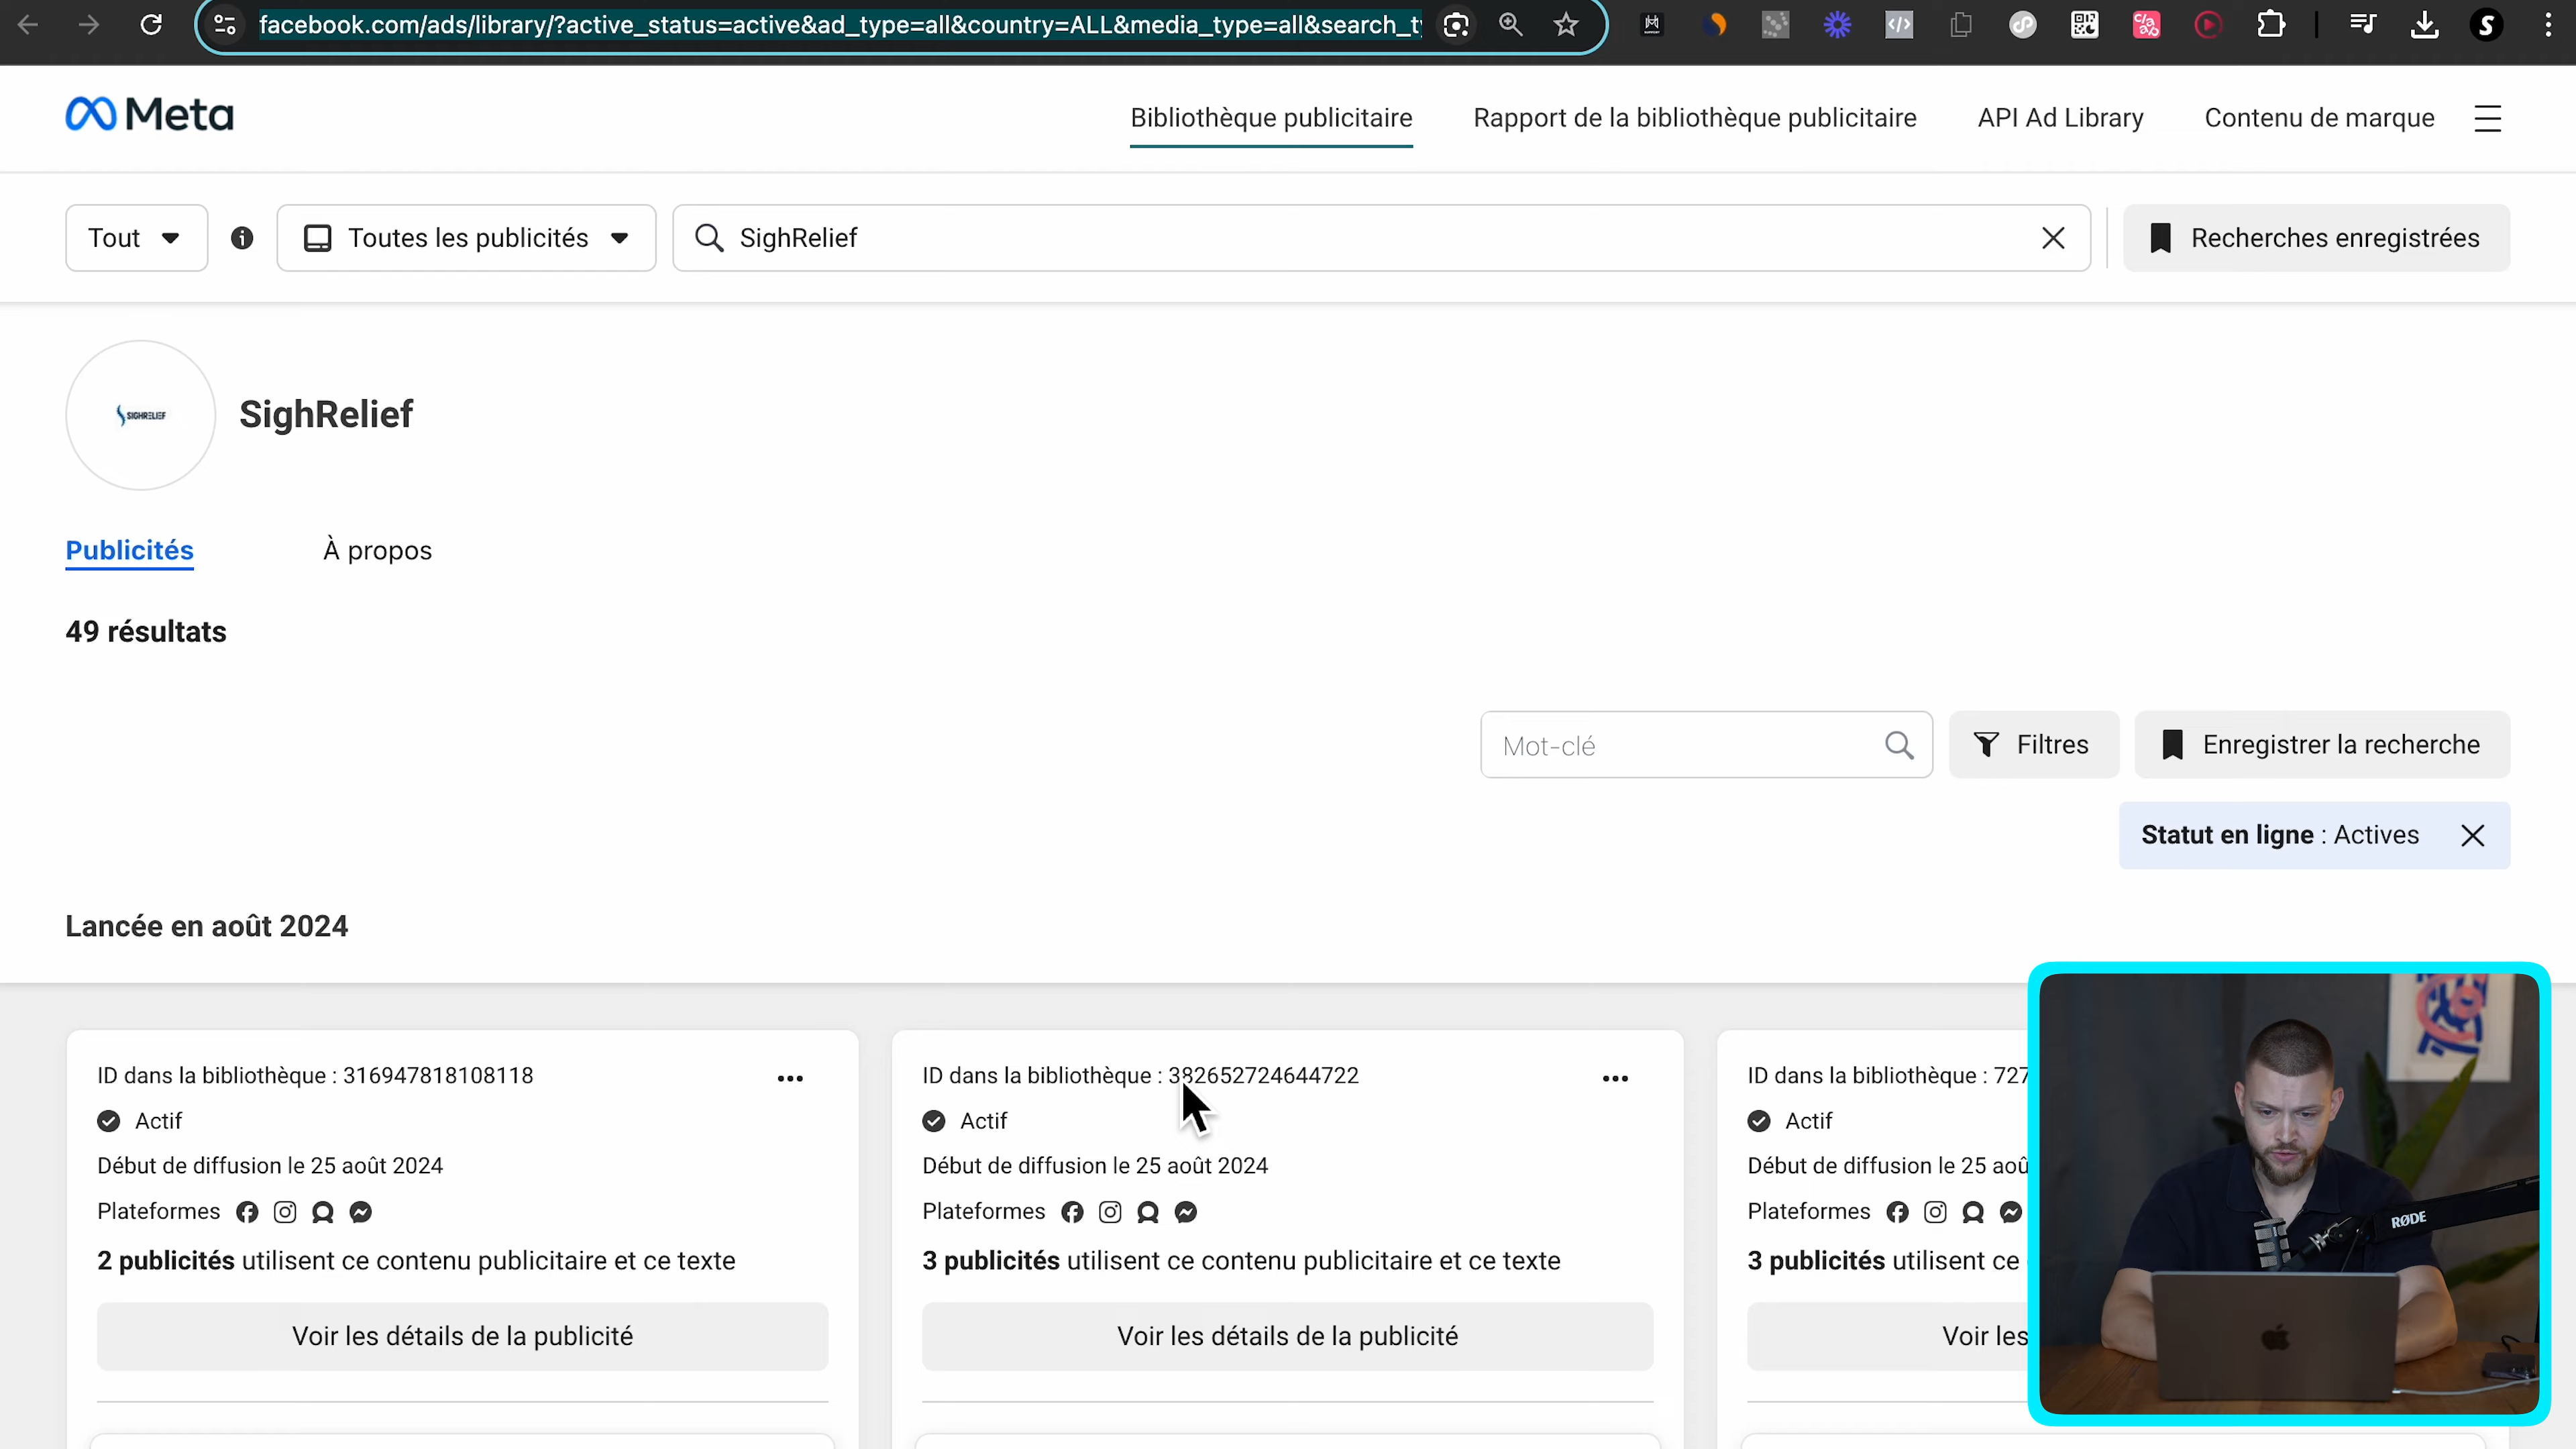 facebook.com/ads/library/?active_status=active&ad_type=all&country=ALL&media_type=all&search_ty
Meta
Bibliothèque publicitaire
Rapport de la bibliothèque publicitaire
API Ad Library
Contenu de marque
Tout
Toutes les publicités
SighRelief
Recherches enregistrées
SIGHRELIEF
SighRelief
Publicités
À propos
49 résultats
Mot-clé
Filtres
Enregistrer la recherche
Statut en ligne : Actives
Lancée en août 2024
ID dans la bibliothèque : 316947818108118
Actif
Début de diffusion le 25 août 2024
Plateformes
2 publicités utilisent ce contenu publicitaire et ce texte
Voir les détails de la publicité
ID dans la bibliothèque : 382652724644722
Actif
Début de diffusion le 25 août 2024
Plateformes
3 publicités utilisent ce contenu publicitaire et ce texte
Voir les détails de la publicité
ID dans la bibliothèque : 727
Actif
Début de diffusion le 25 aoû
Plateformes
3 publicités utilisent ce
Voir les
RØDE